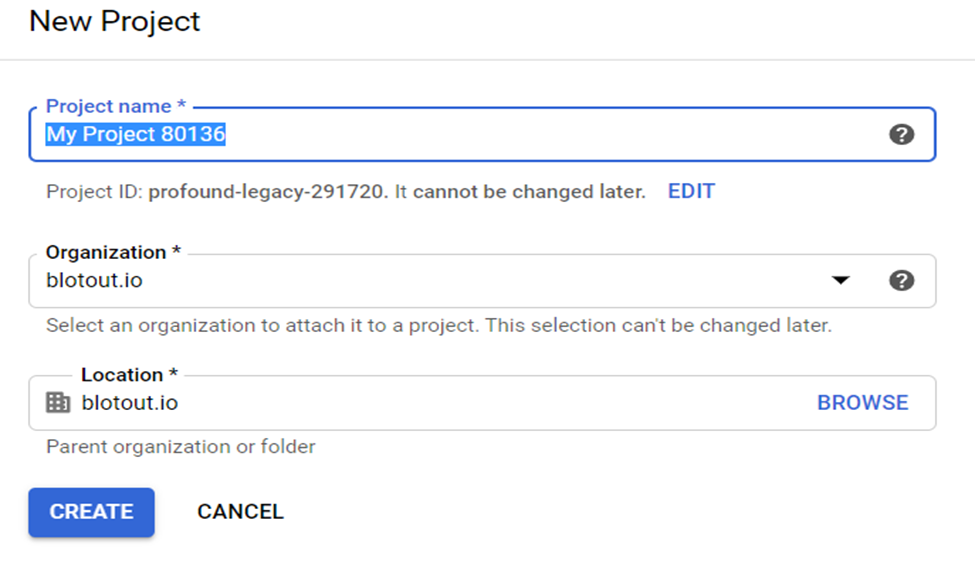 New Project
Project name *
My Project 80136
Project ID: profound-legacy-291720. It cannot be changed later. EDIT
Organization *
blotout.io
Select an organization to attach it to a project. This selection can't be changed later.
Location *
blotout.io BROWSE
Parent organization or folder
CREATE CANCEL